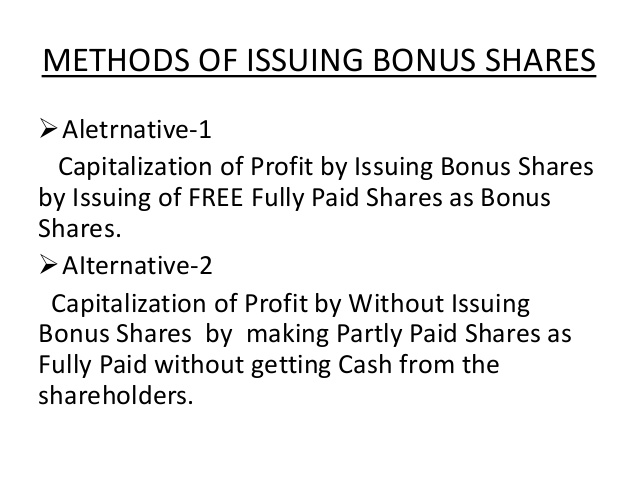 METHODS OF ISSUING BONUS SHARES
➢Aletrnative-1
Capitalization of Profit by Issuing Bonus Shares
by Issuing of FREE Fully Paid Shares as Bonus
Shares.
➢Alternative-2
Capitalization of Profit by Without Issuing
Bonus Shares by making Partly Paid Shares as
Fully Paid without getting Cash from the
shareholders.